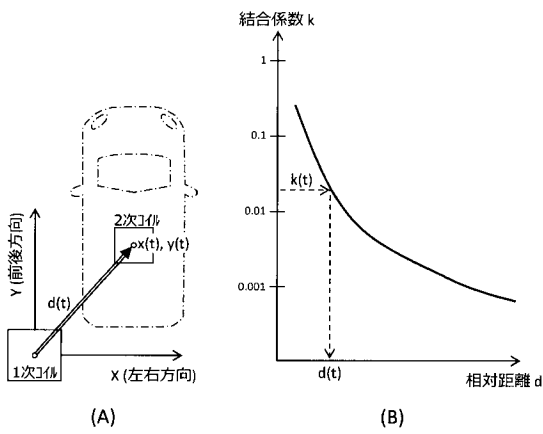 2次コイル
x(t), y(t)
Y (前後方向)
d(t)
1次コイル
X (左右方向)
(A)
結合係数 k
1
0.1
k(t)
0.01
0.001
d(t)
相対距離 d
(B)